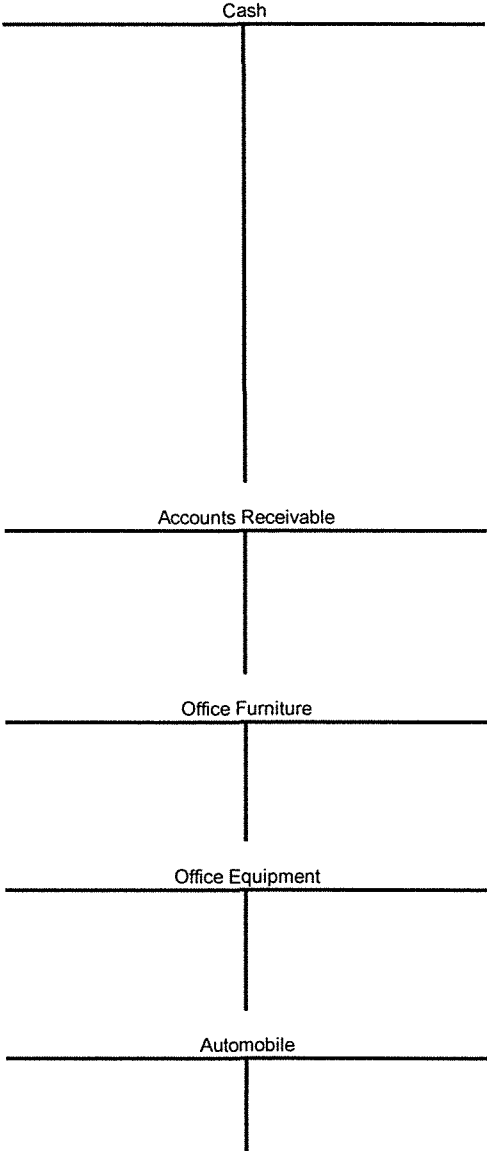 Cash
Accounts Receivable
Office Furniture
Office Equipment
Automobile